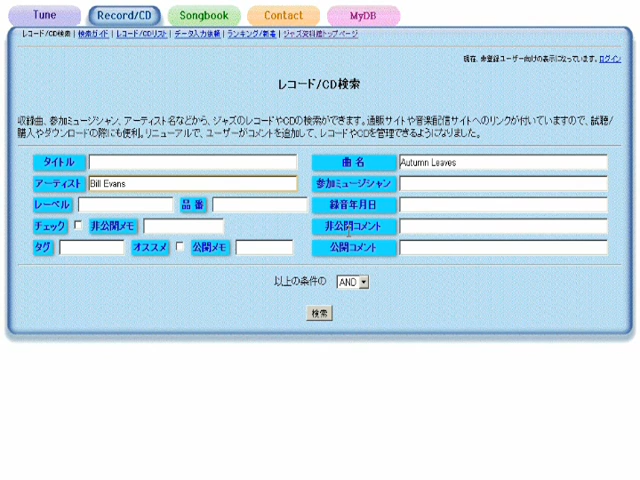 Tune Record/CD Songbook Contact MyDB
レコード/CD検索 | 検索ガイド | レコード/CDリスト | データ入力依頼 | ランキング/新着 | ジャズ資料館トップページ
現在、非登録ユーザー向けの表示になっています。ログイン
レコード/CD検索
収録曲、参加ミュージシャン、アーティスト名などから、ジャズのレコードやCDの検索ができます。通販サイトや音楽配信サイトへのリンクが付いていますので、試聴/
購入やダウンロードの際にも便利。リニューアルで、ユーザーがコメントを追加して、レコードやCDを管理できるようになりました。
タイトル 曲名 Autumn Leaves
アーティスト Bill Evans 参加ミュージシャン
レーベル 品番 録音年月日
チェック 非公開メモ 非公開コメント
タグ オススメ 公開メモ 公開コメント
以上の条件の AND
検索